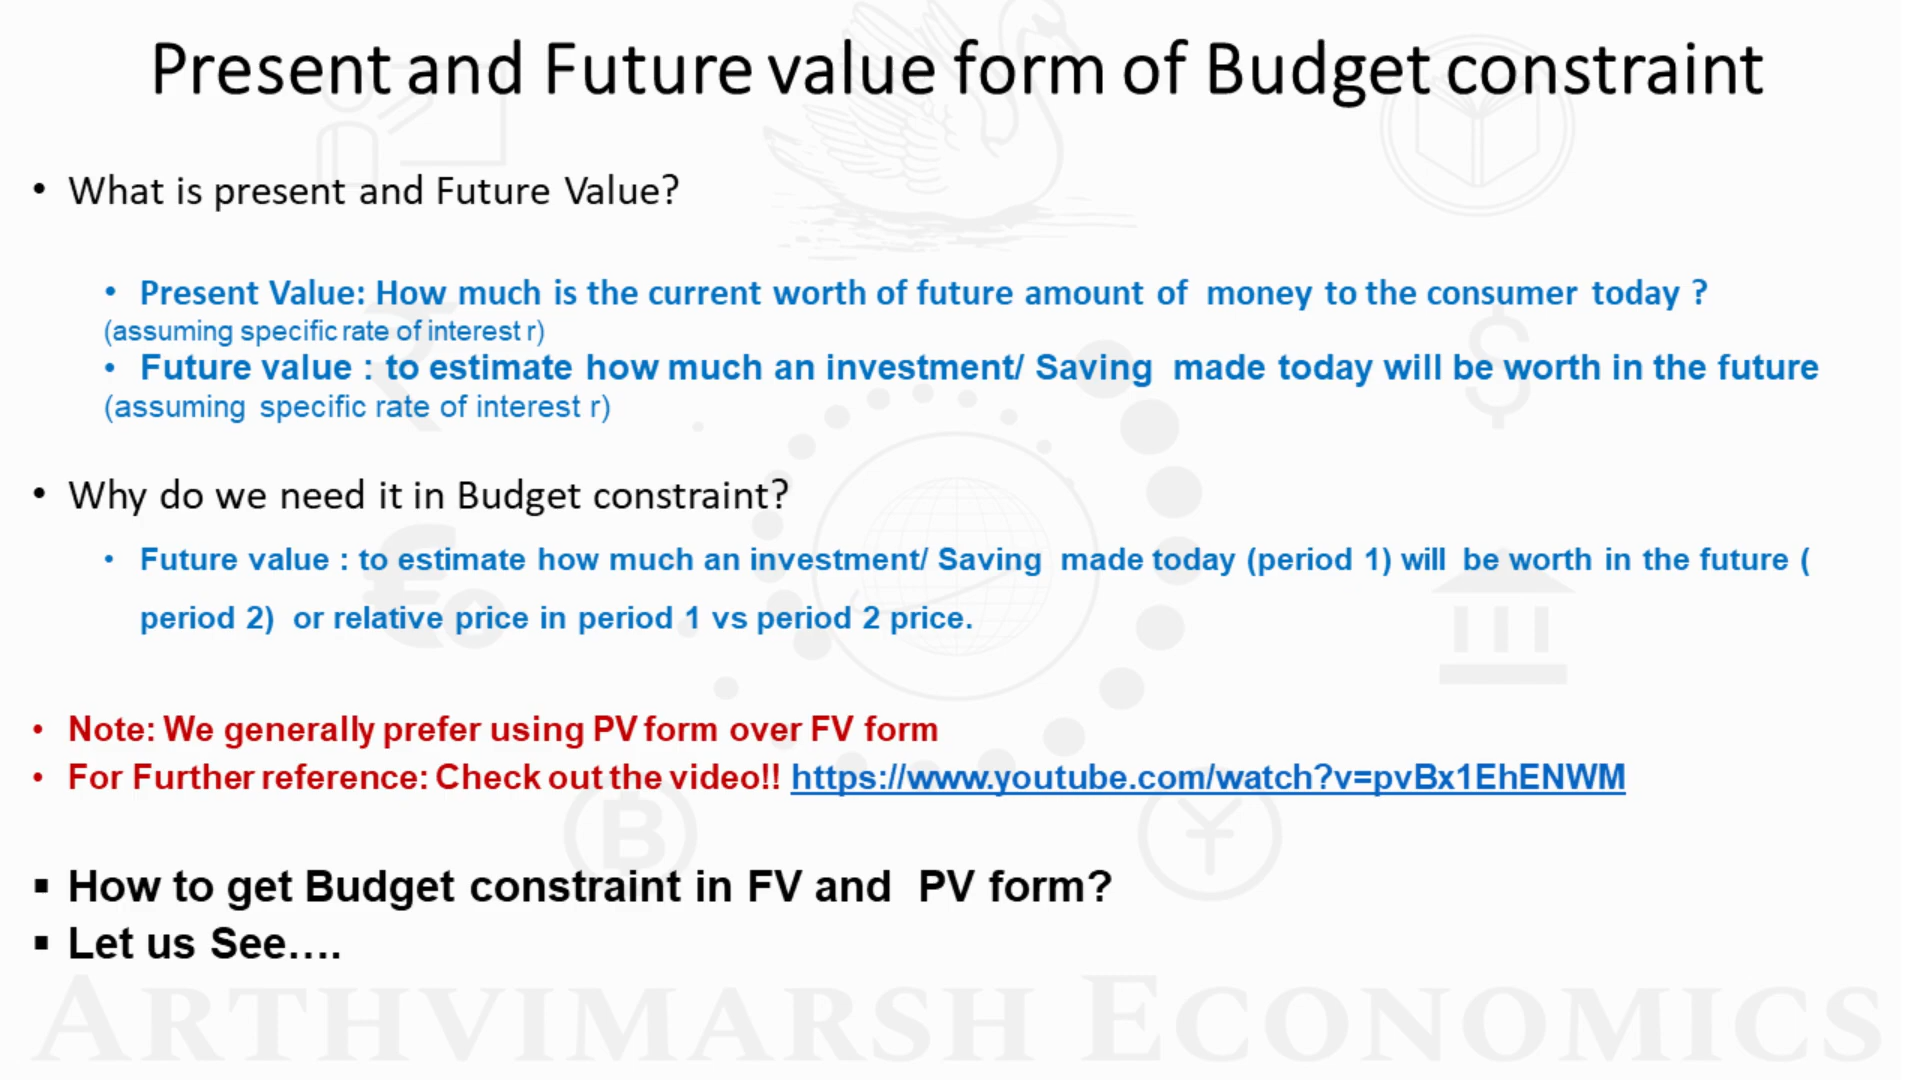 Present and Future value form of Budget constraint
• What is present and Future Value?
• Present Value: How much is the current worth of future amount of money to the consumer today ?
(assuming specific rate of interest r)
• Future value : to estimate how much an investment/ Saving made today will be worth in the future
(assuming specific rate of interest r)
• Why do we need it in Budget constraint?
• Future value : to estimate how much an investment/ Saving made today (period 1) will be worth in the future (
period 2) or relative price in period 1 vs period 2 price.
• Note: We generally prefer using PV form over FV form
• For Further reference: Check out the video!! https://www.youtube.com/watch?v=pvBx1EhENWM
▪ How to get Budget constraint in FV and PV form?
▪ Let us See....
ARTHVIMARSH ECONOMICS